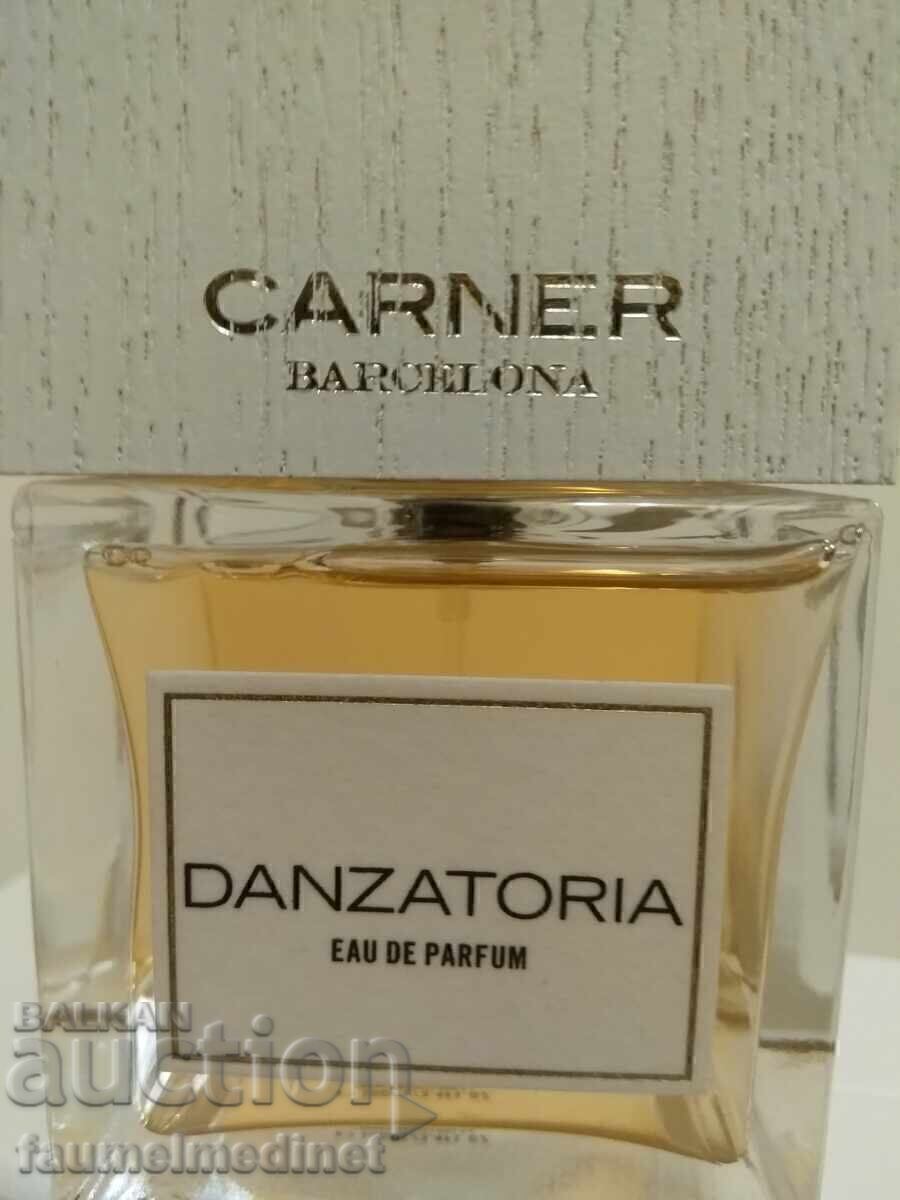 CARNER
BARCELONA
DANZATORIA
EAU DE PARFUM
BALKAN
auction
faumelmedinet